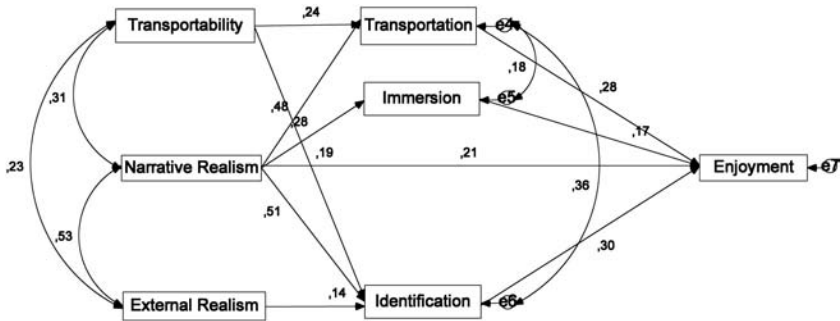 Transportability
,24
Transportation
e4
,18
,31
,48
Immersion
e5
,28
,28
,17
,23
Narrative Realism
,19
,21
Enjoyment
e7
,51
,36
,53
,30
External Realism
,14
Identification
e6